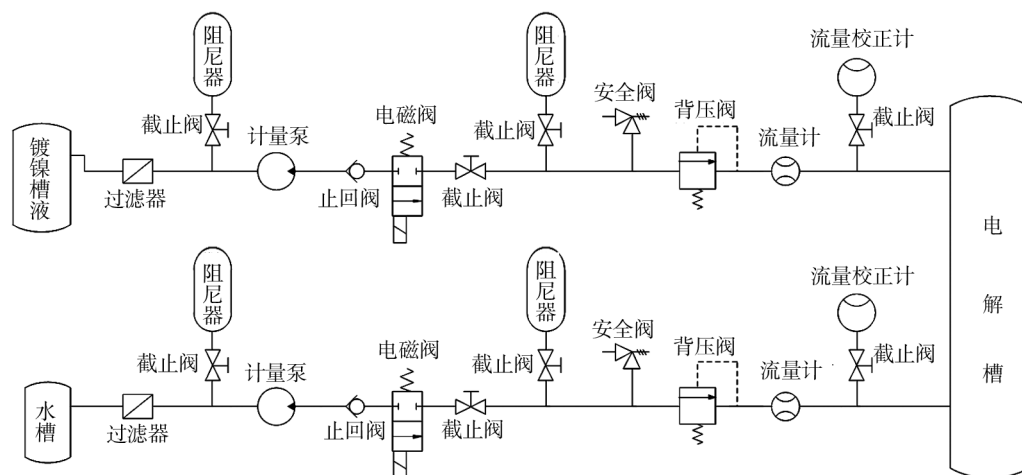 阻尼器
阻尼器
流量校正计
截止阀
计量泵
电磁阀
截止阀
安全阀
背压阀
流量计
截止阀
镀镍槽液
过滤器
止回阀
截止阀
电解槽
阻尼器
阻尼器
流量校正计
截止阀
计量泵
电磁阀
截止阀
安全阀
背压阀
流量计
截止阀
水槽
过滤器
止回阀
截止阀